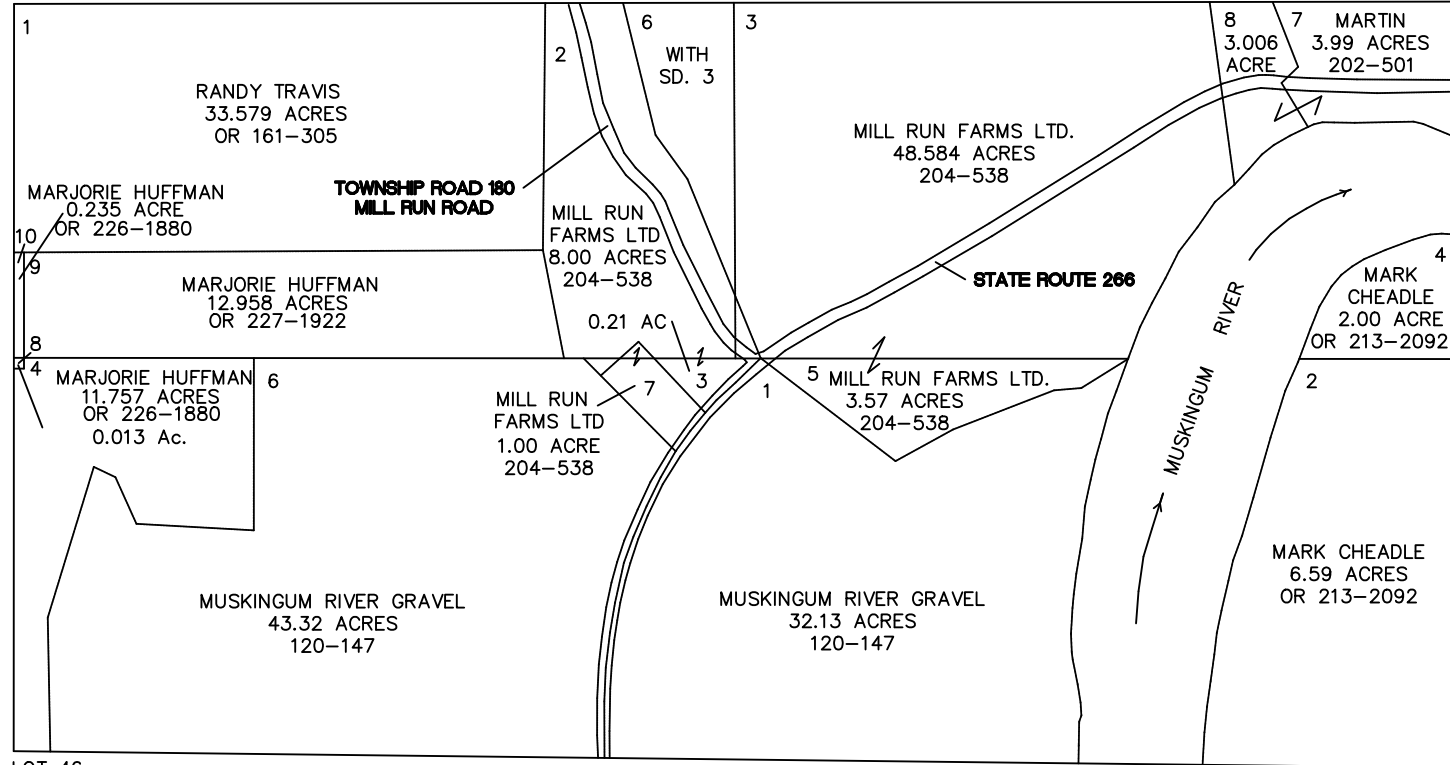 1
RANDY TRAVIS
33.579 ACRES
OR 161-305
2
6
WITH
SD. 3
3
8
3.006
ACRE
7
MARTIN
3.99 ACRES
202-501
MILL RUN FARMS LTD.
48.584 ACRES
204-538
TOWNSHIP ROAD 180
MILL RUN ROAD
MARJORIE HUFFMAN
0.235 ACRE
OR 226-1880
10
9
MARJORIE HUFFMAN
12.958 ACRES
OR 227-1922
8
MILL RUN
FARMS LTD
8.00 ACRES
204-538
0.21 AC
STATE ROUTE 266
4
MARK
CHEADLE
2.00 ACRE
OR 213-2092
4
MARJORIE HUFFMAN
11.757 ACRES
OR 226-1880
0.013 Ac.
6
MILL RUN
FARMS LTD
1.00 ACRE
204-538
7
3
1
5
MILL RUN FARMS LTD.
3.57 ACRES
204-538
MUSKINGUM RIVER
2
MUSKINGUM RIVER GRAVEL
43.32 ACRES
120-147
MUSKINGUM RIVER GRAVEL
32.13 ACRES
120-147
MARK CHEADLE
6.59 ACRES
OR 213-2092